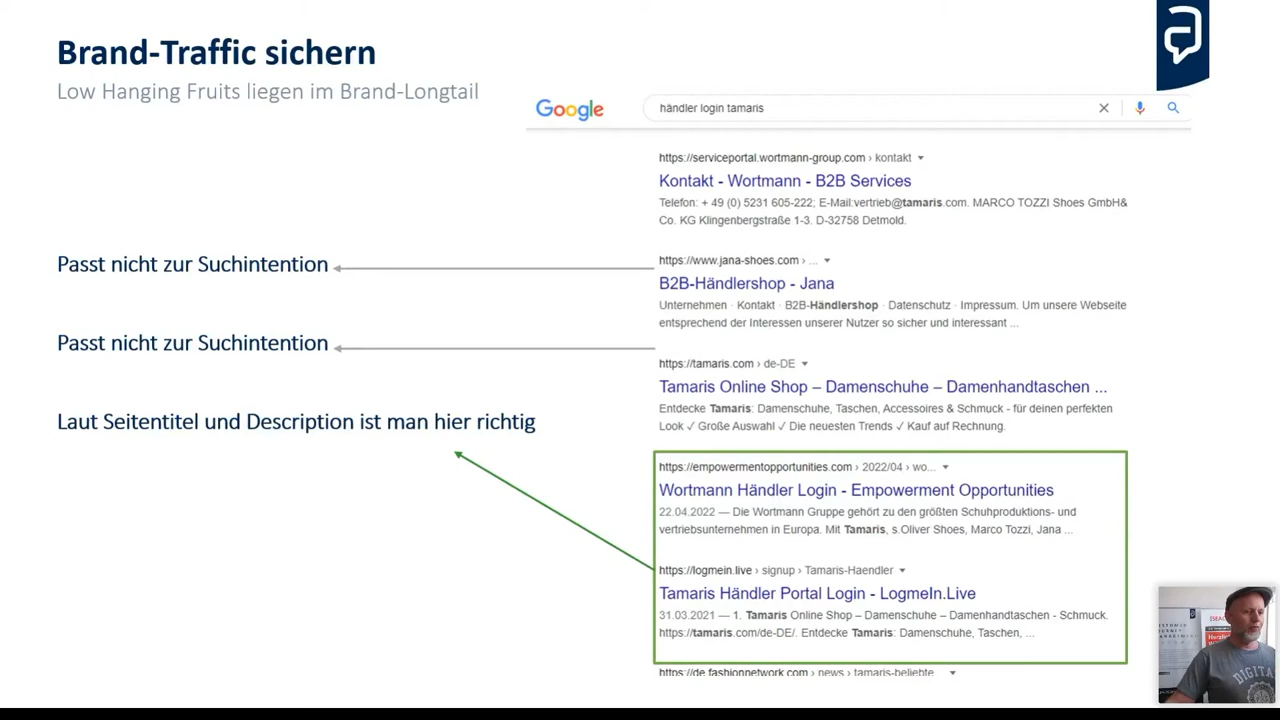 Brand-Traffic sichern
Low Hanging Fruits liegen im Brand-Longtail
Google
händler login tamaris
https://serviceportal.wortmann-group.com › kontakt
Kontakt - Wortmann - B2B Services
Telefon: + 49 (0) 5231 605-222; E-Mail:vertrieb@tamaris.com. MARCO TOZZI Shoes GmbH&
Co. KG Klingenbergstraße 1-3. D-32758 Detmold.
Passt nicht zur Suchintention
https://www.jana-shoes.com › ...
B2B-Händlershop - Jana
Unternehmen · Kontakt · B2B-Händlershop · Datenschutz · Impressum. Um unsere Webseite
entsprechend der Interessen unserer Nutzer so sicher und interessant ...
Passt nicht zur Suchintention
https://tamaris.com › de-DE
Tamaris Online Shop – Damenschuhe – Damenhandtaschen ...
Entdecke Tamaris: Damenschuhe, Taschen, Accessoires & Schmuck - für deinen perfekten
Look ✓ Große Auswahl ✓ Die neuesten Trends ✓ Kauf auf Rechnung.
Laut Seitentitel und Description ist man hier richtig
https://empowermentopportunities.com › 2022/04 › wo...
Wortmann Händler Login - Empowerment Opportunities
22.04.2022 — Die Wortmann Gruppe gehört zu den größten Schuhproduktions- und
vertriebsunternehmen in Europa. Mit Tamaris, s.Oliver Shoes, Marco Tozzi, Jana ...
https://logmein.live › signup › Tamaris-Haendler
Tamaris Händler Portal Login - LogmeIn.Live
31.03.2021 — 1. Tamaris Online Shop – Damenschuhe – Damenhandtaschen - Schmuck.
https://tamaris.com/de-DE/. Entdecke Tamaris: Damenschuhe, Taschen, ...
https://de.fashionnetwork.com › news › tamaris-beliebte
DIGITAL